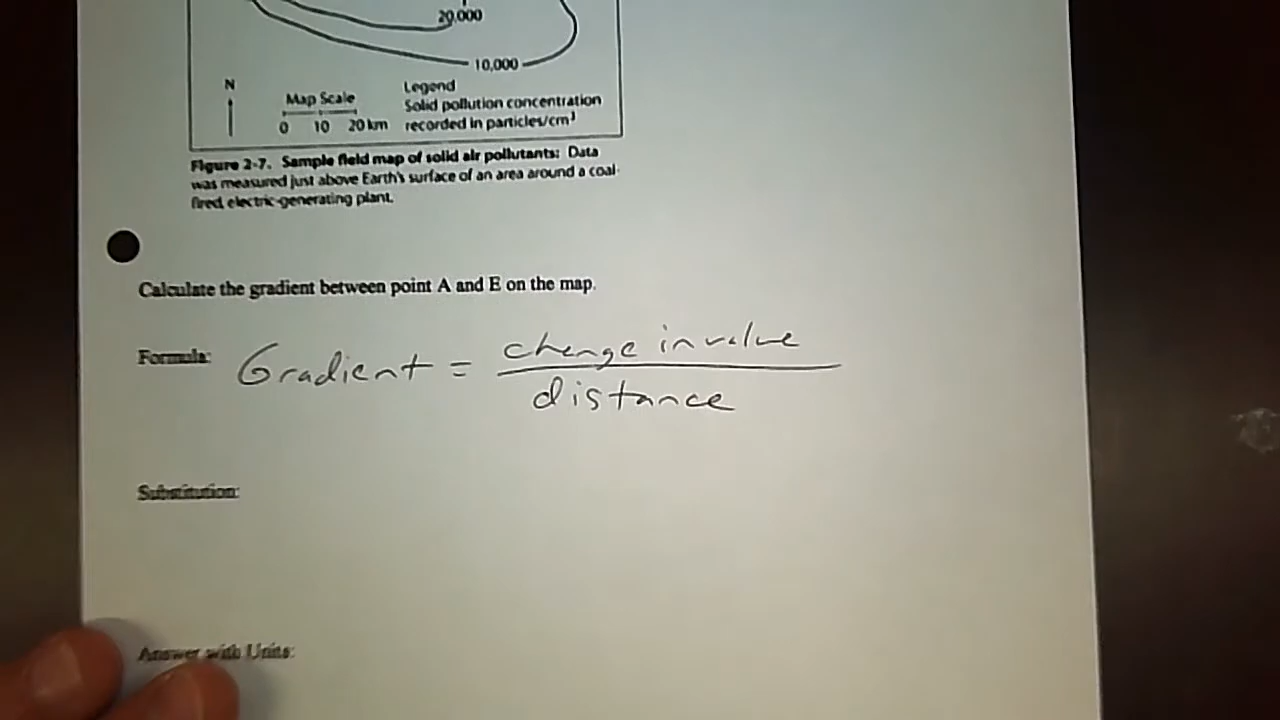 20,000
10,000
N
Map Scale
0 10 20 km
Legend
Solid pollution concentration
recorded in particles/cm³
Figure 2-7. Sample field map of solid air pollutants: Data
was measured just above Earth's surface of an area around a coal-
fired, electric-generating plant.
Calculate the gradient between point A and E on the map.
Formula: Gradient = change in value
distance
Substitution:
Answer with Units: